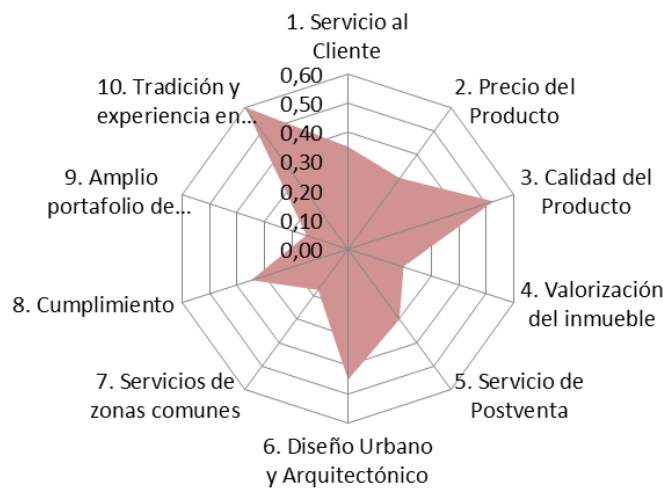 1. Servicio al
Cliente
2. Precio del
Producto
3. Calidad del
Producto
4. Valorización
del inmueble
5. Servicio de
Postventa
6. Diseño Urbano
y Arquitectónico
7. Servicios de
zonas comunes
8. Cumplimiento
9. Amplio
portafolio de...
10. Tradición y
experiencia en...
0,60
0,50
0,40
0,30
0,20
0,10
0,00